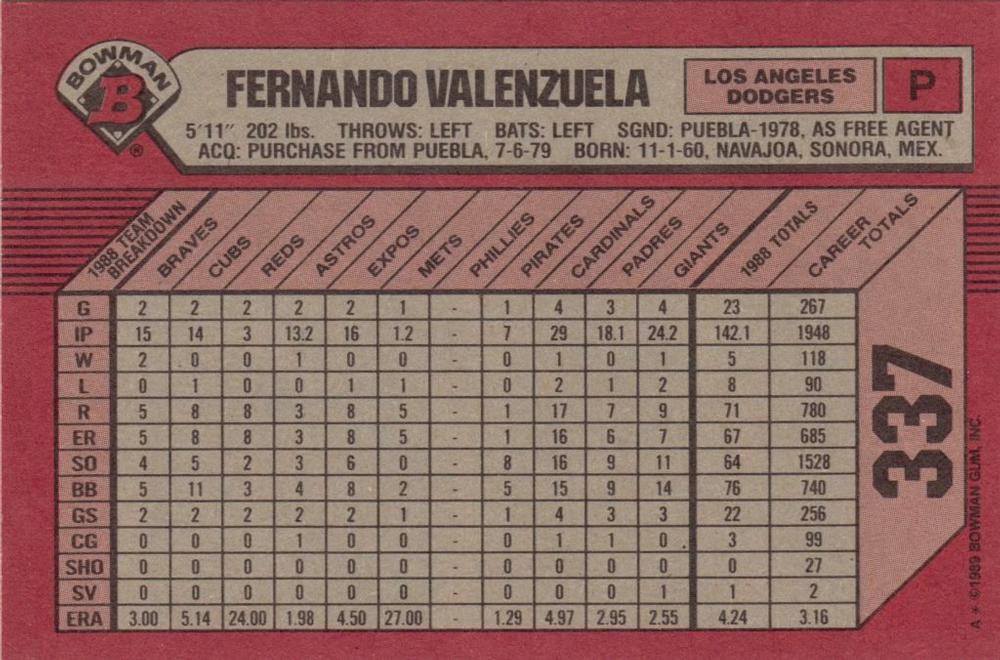 BOWMAN
B
®
FERNANDO VALENZUELA
LOS ANGELES
DODGERS
P
5'11" 202 lbs. THROWS: LEFT BATS: LEFT SGND: PUEBLA-1978, AS FREE AGENT
ACQ: PURCHASE FROM PUEBLA, 7-6-79 BORN: 11-1-60, NAVAJOA, SONORA, MEX.
1988 TEAM BREAKDOWN BRAVES CUBS REDS ASTROS EXPOS METS PHILLIES PIRATES CARDINALS PADRES GIANTS 1988 TOTALS CAREER TOTALS
G 2 2 2 2 2 1 - 1 4 3 4 23 267
IP 15 14 3 13.2 16 1.2 - 7 29 18.1 24.2 142.1 1948
W 2 0 0 1 0 0 - 0 1 0 1 5 118
L 0 1 0 0 1 1 - 0 2 1 2 8 90
R 5 8 8 3 8 5 - 1 17 7 9 71 780
ER 5 8 8 3 8 5 - 1 16 6 7 67 685
SO 4 5 2 3 6 0 - 8 16 9 11 64 1528
BB 5 11 3 4 8 2 - 5 15 9 14 76 740
GS 2 2 2 2 2 1 - 1 4 3 3 22 256
CG 0 0 0 1 0 0 - 0 1 1 0 3 99
SHO 0 0 0 0 0 0 - 0 0 0 0 0 27
SV 0 0 0 0 0 0 - 0 0 0 1 1 2
ERA 3.00 5.14 24.00 1.98 4.50 27.00 - 1.29 4.97 2.95 2.55 4.24 3.16
337
A * ©1989 BOWMAN GUM, INC.